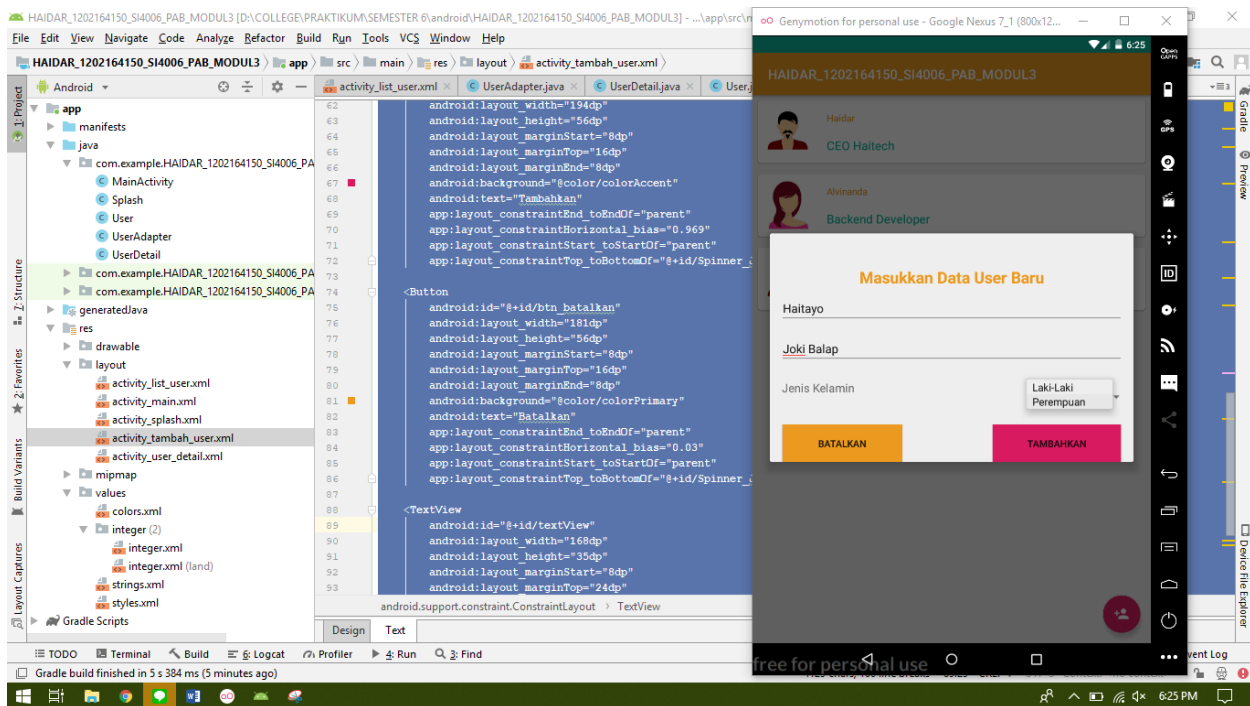 HAIDAR_1202164150_SI4006_PAB_MODUL3 [D:\COLLEGE\PRAKTIKUM\SEMESTER 6\android\HAIDAR_1202164150_SI4006_PAB_MODUL3] - ...\app\src\
File Edit View Navigate Code Analyze Refactor Build Run Tools VCS Window Help
HAIDAR_1202164150_SI4006_PAB_MODUL3 app src main res layout activity_tambah_user.xml
1: Project
Z: Structure
2: Favorites
Build Variants
Layout Captures
Android
app
manifests
java
com.example.HAIDAR_1202164150_SI4006_PA
MainActivity
Splash
User
UserAdapter
UserDetail
com.example.HAIDAR_1202164150_SI4006_PA
com.example.HAIDAR_1202164150_SI4006_PA
generatedJava
res
drawable
layout
activity_list_user.xml
activity_main.xml
activity_splash.xml
activity_tambah_user.xml
activity_user_detail.xml
mipmap
values
colors.xml
integer (2)
integer.xml
integer.xml (land)
strings.xml
styles.xml
Gradle Scripts
activity_list_user.xml UserAdapter.java UserDetail.java User.j
62 android:layout_width="194dp"
63 android:layout_height="56dp"
64 android:layout_marginStart="8dp"
65 android:layout_marginTop="16dp"
66 android:layout_marginEnd="8dp"
67 android:background="@color/colorAccent"
68 android:text="Tambahkan"
69 app:layout_constraintEnd_toEndOf="parent"
70 app:layout_constraintHorizontal_bias="0.969"
71 app:layout_constraintStart_toStartOf="parent"
72 app:layout_constraintTop_toBottomOf="@+id/Spinner_
73
74 <Button
75 android:id="@+id/btn_batalkan"
76 android:layout_width="181dp"
77 android:layout_height="56dp"
78 android:layout_marginStart="8dp"
79 android:layout_marginTop="16dp"
80 android:layout_marginEnd="8dp"
81 android:background="@color/colorPrimary"
82 android:text="Batalkan"
83 app:layout_constraintEnd_toEndOf="parent"
84 app:layout_constraintHorizontal_bias="0.03"
85 app:layout_constraintStart_toStartOf="parent"
86 app:layout_constraintTop_toBottomOf="@+id/Spinner_
87
88 <TextView
89 android:id="@+id/textView"
90 android:layout_width="168dp"
91 android:layout_height="35dp"
92 android:layout_marginStart="8dp"
93 android:layout_marginTop="24dp"
android.support.constraint.ConstraintLayout TextView
Design Text
Genymotion for personal use - Google Nexus 7_1 (800x12...
6:25
HAIDAR_1202164150_SI4006_PAB_MODUL3
Haidar
CEO Haitech
Alvinanda
Backend Developer
Masukkan Data User Baru
Haitayo
Joki Balap
Jenis Kelamin
Laki-Laki
Perempuan
BATALKAN TAMBAHKAN
free for personal use
Open GAPPS
GPS
ID
3
Gradle
Preview
Device File Explorer
TODO Terminal Build 6: Logcat Profiler 4: Run 3: Find
vent Log
Gradle build finished in 5 s 384 ms (5 minutes ago)
6:25 PM